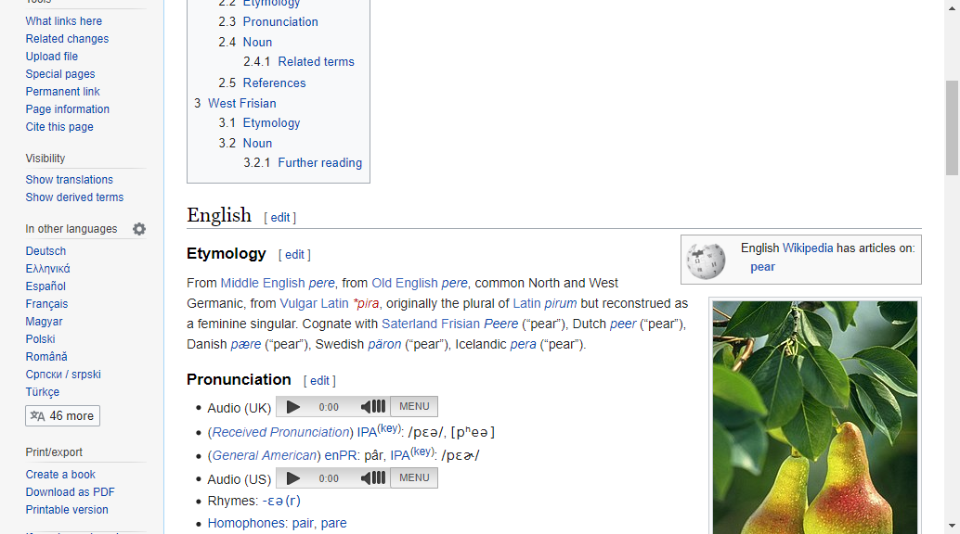 Tools
What links here
Related changes
Upload file
Special pages
Permanent link
Page information
Cite this page
Visibility
Show translations
Show derived terms
In other languages
Deutsch
Ελληνικά
Español
Français
Magyar
Polski
Română
Српски / srpski
Türkçe
46 more
Print/export
Create a book
Download as PDF
Printable version
2.2 Etymology
2.3 Pronunciation
2.4 Noun
2.4.1 Related terms
2.5 References
3 West Frisian
3.1 Etymology
3.2 Noun
3.2.1 Further reading
English [ edit ]
Etymology [ edit ]
From Middle English pere, from Old English pere, common North and West
Germanic, from Vulgar Latin *pira, originally the plural of Latin pirum but reconstrued as
a feminine singular. Cognate with Saterland Frisian Peere (“pear”), Dutch peer (“pear”),
Danish pære (“pear”), Swedish päron (“pear”), Icelandic pera (“pear”).
English Wikipedia has articles on:
pear
Pronunciation [ edit ]
• Audio (UK) 0:00 MENU
• (Received Pronunciation) IPA(key): /pɛə/, [pʰeə]
• (General American) enPR: pâr, IPA(key): /pɛɚ/
• Audio (US) 0:00 MENU
• Rhymes: -ɛə(r)
• Homophones: pair, pare